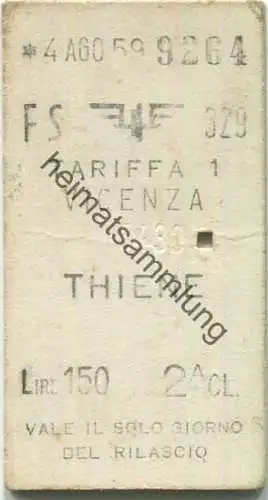 *4 AGO 59 9264
FS 329
TARIFFA 1
VICENZA
THIENE
LIRE 150 2ᴬ CL.
VALE IL SOLO GIORNO
DEL RILASCIO
heimatsammlung